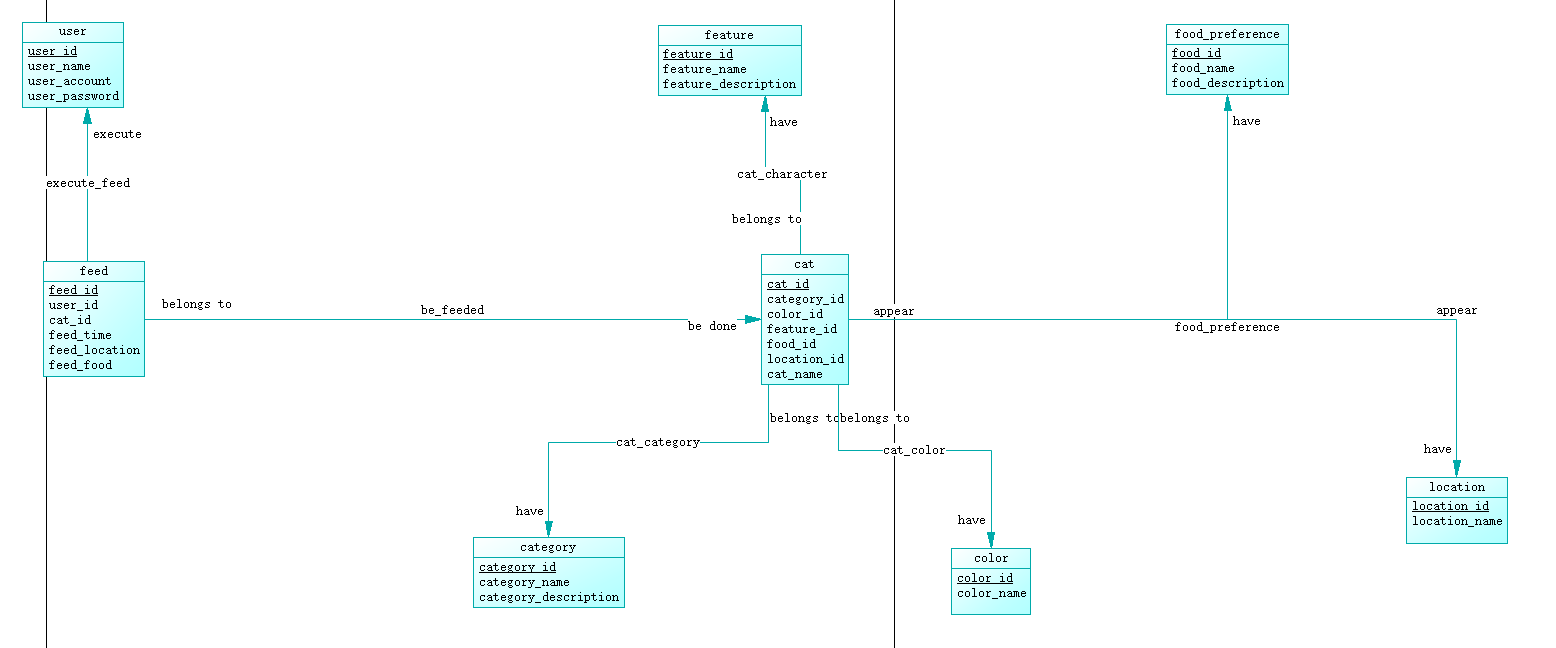 user
user_id
user_name
user_account
user_password
feature
feature_id
feature_name
feature_description
food_preference
food_id
food_name
food_description
execute
have
have
execute_feed
cat_character
belongs to
feed
feed_id
user_id
cat_id
feed_time
feed_location
feed_food
belongs to
be_feeded
be done
cat
cat_id
category_id
color_id
feature_id
food_id
location_id
cat_name
appear
food_preference
appear
belongs to
belongs to
cat_category
cat_color
have
have
have
category
category_id
category_name
category_description
color
color_id
color_name
location
location_id
location_name